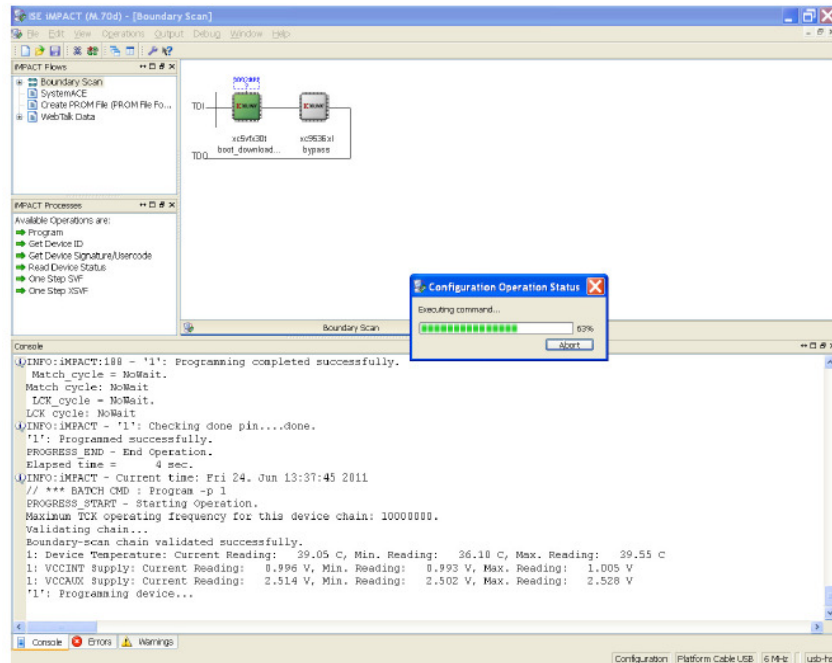 ISE iMPACT (M.70d) - [Boundary Scan]
File Edit View Operations Output Debug Window Help
iMPACT Flows
Boundary Scan
SystemACE
Create PROM File (PROM File Fo...
WebTalk Data
TDI
TDO
xc5vfx30t
boot_download...
xc9536xl
bypass
iMPACT Processes
Available Operations are:
Program
Get Device ID
Get Device Signature/Usercode
Read Device Status
One Step SVF
One Step XSVF
Boundary Scan
Configuration Operation Status
Executing command...
63%
Abort
Console
INFO:iMPACT:188 - '1': Programming completed successfully.
Match_cycle = NoWait.
Match cycle: NoWait
LCK_cycle = NoWait.
LCK cycle: NoWait
INFO:iMPACT - '1': Checking done pin....done.
'1': Programmed successfully.
PROGRESS_END - End Operation.
Elapsed time = 4 sec.
INFO:iMPACT - Current time: Fri 24. Jun 13:37:45 2011
// *** BATCH CMD : Program -p 1
PROGRESS_START - Starting Operation.
Maximum TCK operating frequency for this device chain: 10000000.
Validating chain...
Boundary-scan chain validated successfully.
1: Device Temperature: Current Reading: 39.05 C, Min. Reading: 36.10 C, Max. Reading: 39.55 C
1: VCCINT Supply: Current Reading: 0.996 V, Min. Reading: 0.993 V, Max. Reading: 1.005 V
1: VCCAUX Supply: Current Reading: 2.514 V, Min. Reading: 2.502 V, Max. Reading: 2.528 V
'1': Programming device...
Console Errors Warnings
Configuration Platform Cable USB 6 MHz usb-hs